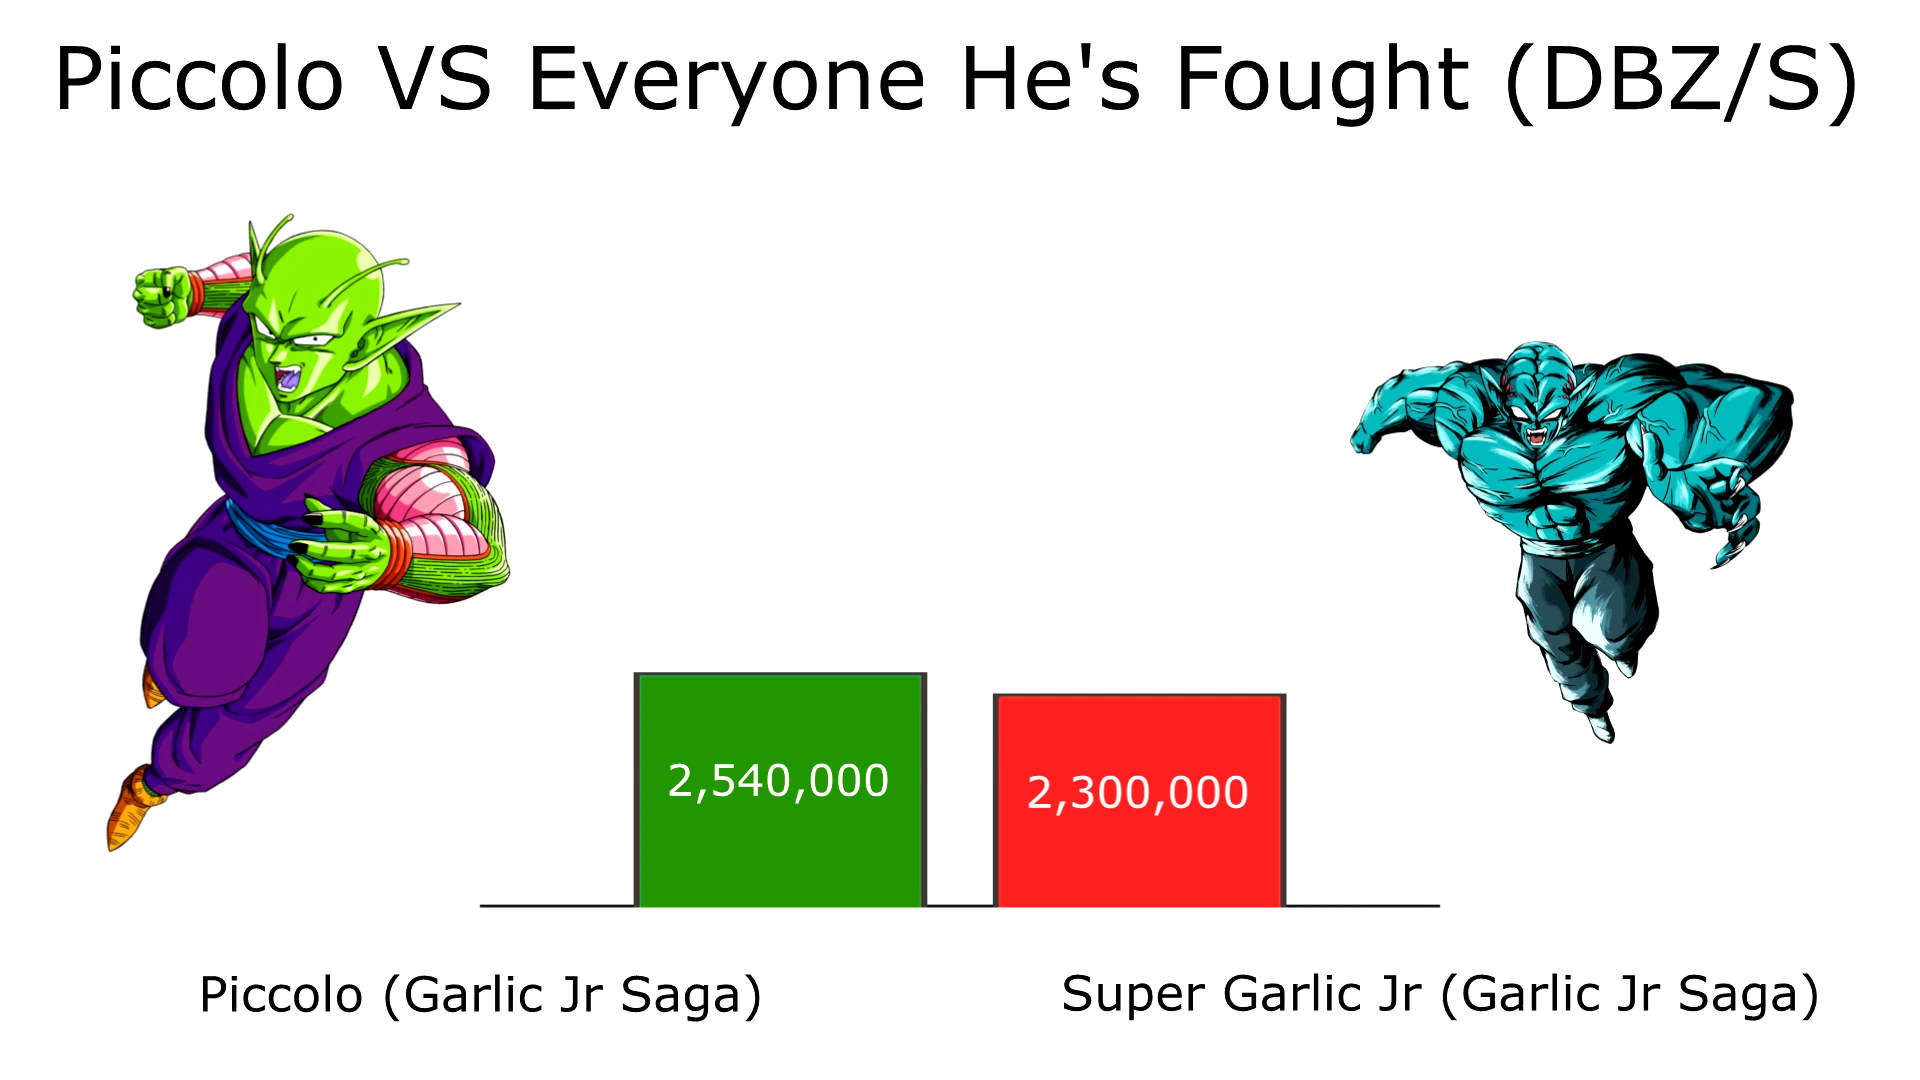 Piccolo VS Everyone He's Fought (DBZ/S)
2,540,000
2,300,000
Piccolo (Garlic Jr Saga)
Super Garlic Jr (Garlic Jr Saga)